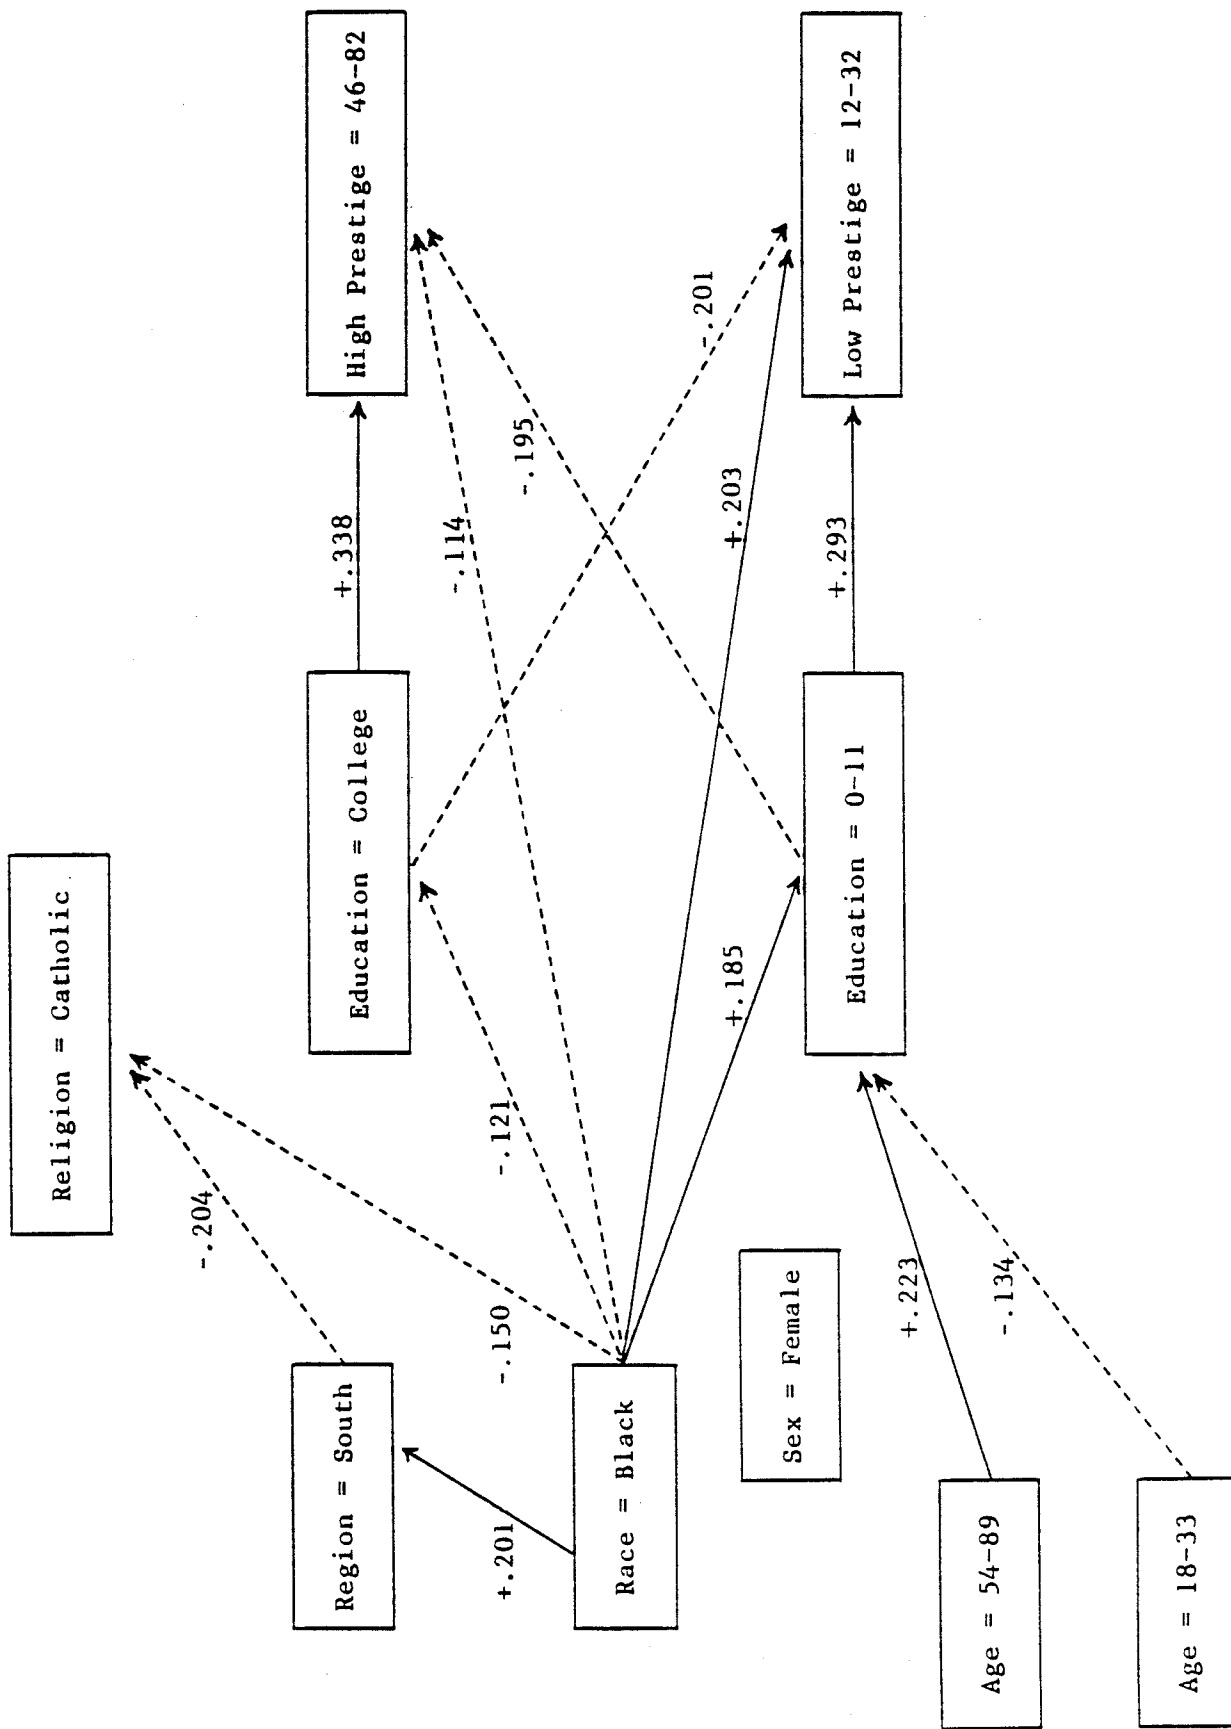 Religion = Catholic
-.204
Region = South
-.150
+.201
Education = College
+.338
High Prestige = 46-82
-.121
-.114
-.195
Race = Black
-.201
+.185
+.203
Sex = Female
Education = 0-11
+.293
Low Prestige = 12-32
+.223
Age = 54-89
-.134
Age = 18-33